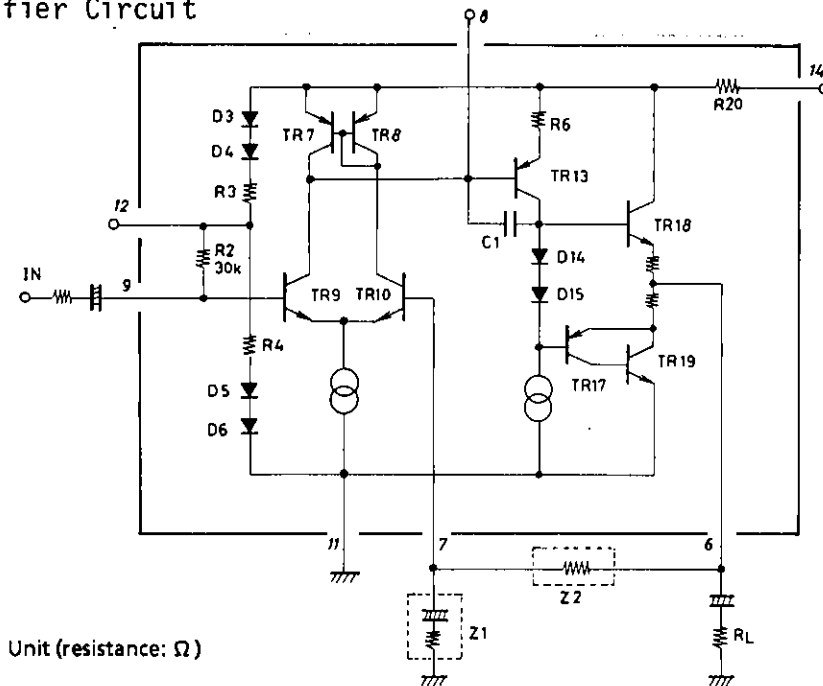 fier Circuit
8
14
R20
D3
TR7
TR8
R6
D4
TR13
R3
12
C1
TR18
R2
30k
D14
IN
9
TR9
TR10
D15
R4
TR17
TR19
D5
D6
11
7
6
Z2
Z1
RL
Unit (resistance: Ω)